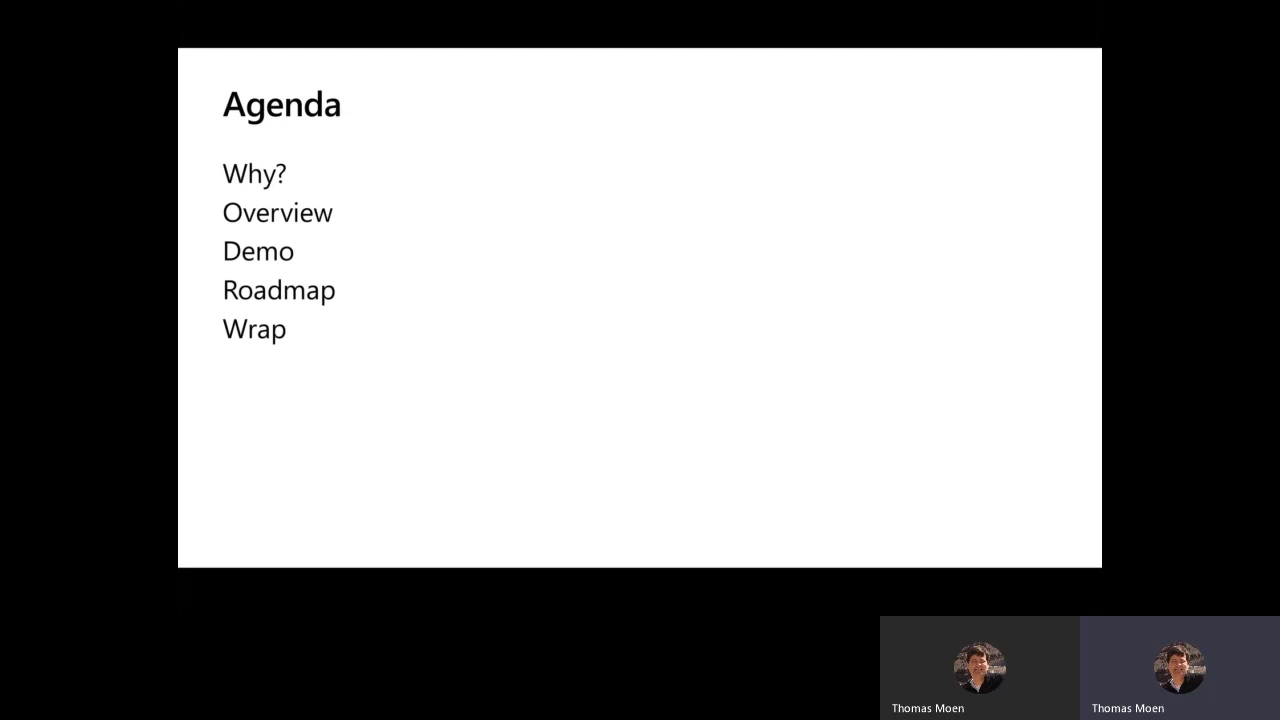 Agenda
Why?
Overview
Demo
Roadmap
Wrap
Thomas Moen
Thomas Moen